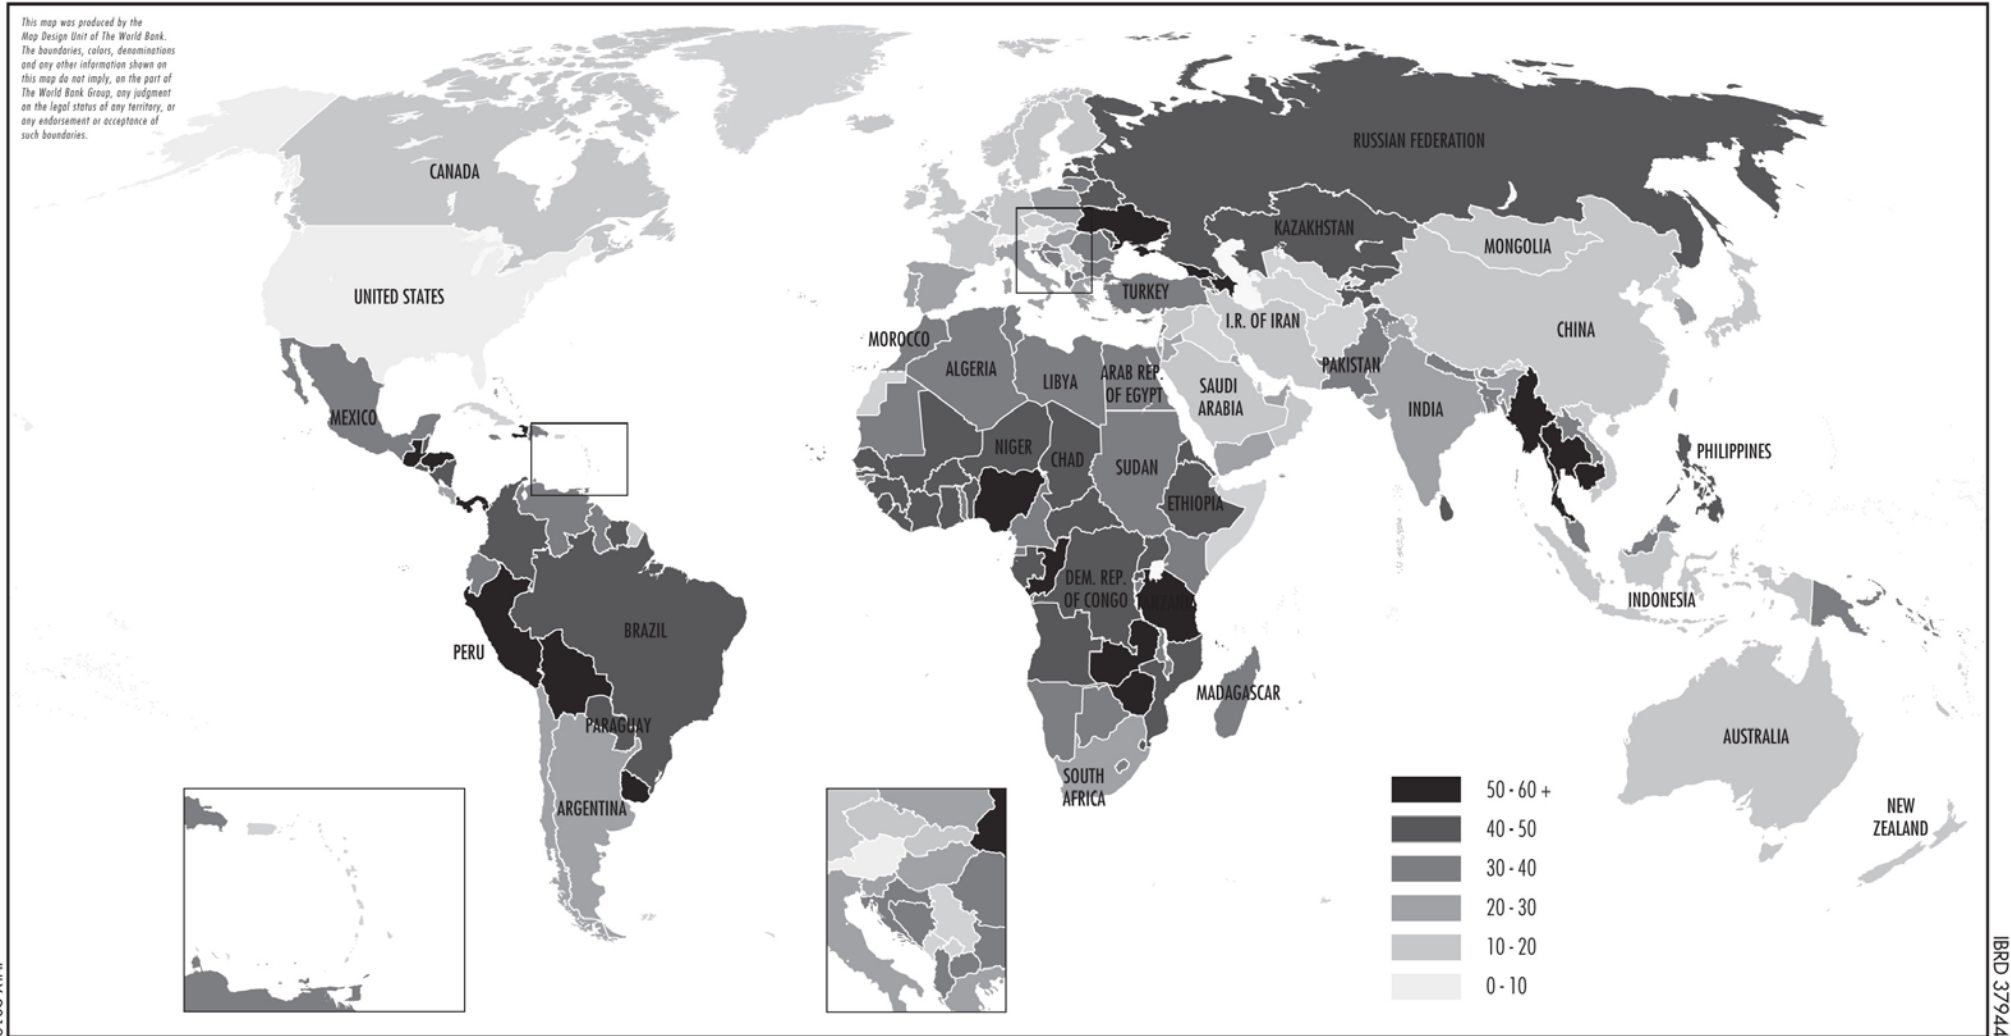 This map was produced by the
Map Design Unit of The World Bank.
The boundaries, colors, denominations
and any other information shown on
this map do not imply, on the part of
The World Bank Group, any judgment
on the legal status of any territory, or
any endorsement or acceptance of
such boundaries.
RUSSIAN FEDERATION
CANADA
KAZAKHSTAN
MONGOLIA
UNITED STATES
TURKEY
I.R. OF IRAN
CHINA
MOROCCO
ALGERIA
LIBYA
ARAB REP.
OF EGYPT
PAKISTAN
SAUDI
ARABIA
INDIA
MEXICO
NIGER
CHAD
SUDAN
PHILIPPINES
ETHIOPIA
DEM. REP.
OF CONGO
INDONESIA
BRAZIL
PERU
MADAGASCAR
PARAGUAY
AUSTRALIA
SOUTH
AFRICA
ARGENTINA
NEW
ZEALAND
50 - 60 +
40 - 50
30 - 40
20 - 30
10 - 20
0 - 10
IBRD 37944